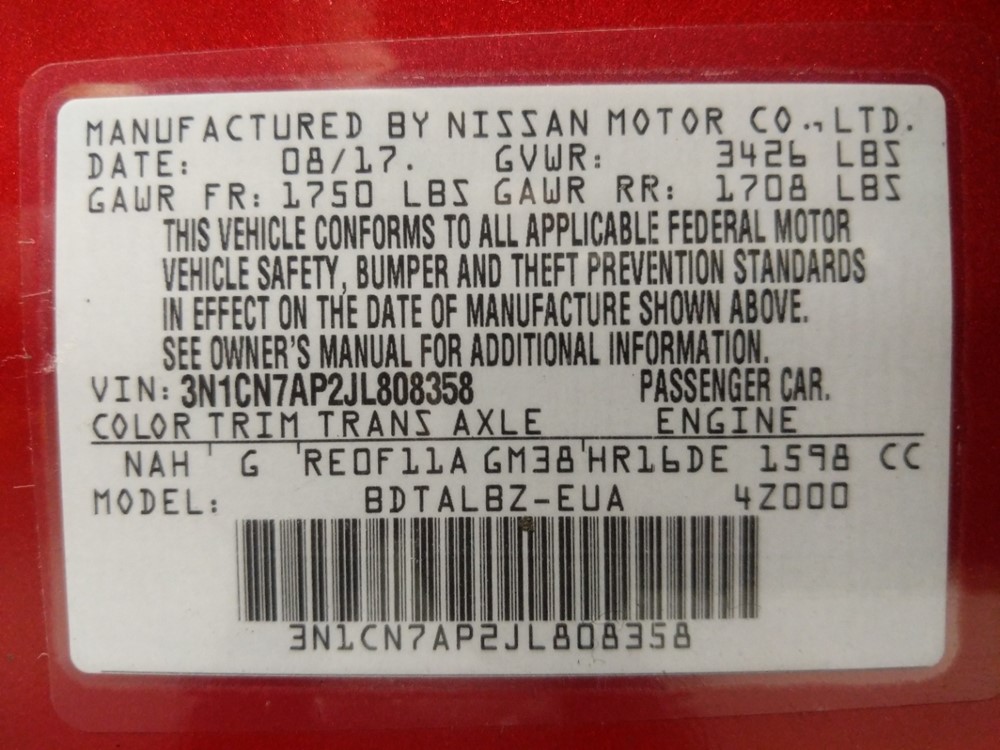 MANUFACTURED BY NISSAN MOTOR CO., LTD.
DATE: 08/17. GVWR: 3426 LBS
GAWR FR: 1750 LBS GAWR RR: 1708 LBS
THIS VEHICLE CONFORMS TO ALL APPLICABLE FEDERAL MOTOR
VEHICLE SAFETY, BUMPER AND THEFT PREVENTION STANDARDS
IN EFFECT ON THE DATE OF MANUFACTURE SHOWN ABOVE.
SEE OWNER'S MANUAL FOR ADDITIONAL INFORMATION.
VIN: 3N1CN7AP2JL808358 PASSENGER CAR.
COLOR TRIM TRANS AXLE ENGINE
NAH G RE0F11A GM38 HR16DE 1598 CC
MODEL: BDTALBZ-EUA 4Z000
3N1CN7AP2JL808358